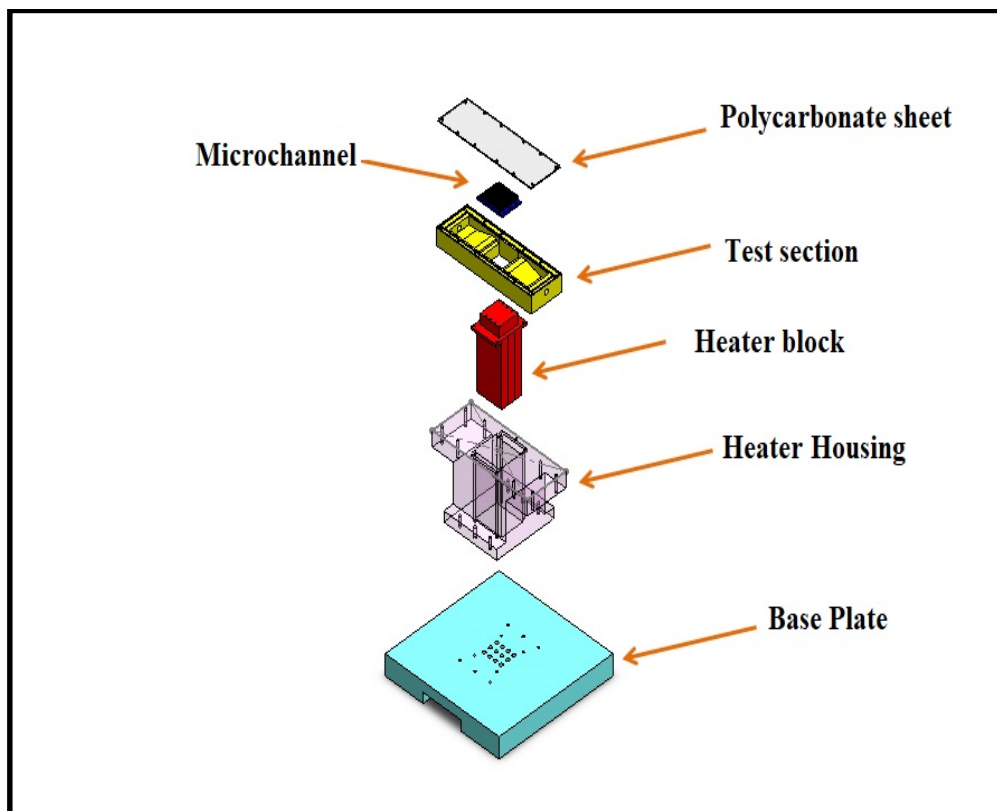 Polycarbonate sheet
Microchannel
Test section
Heater block
Heater Housing
Base Plate